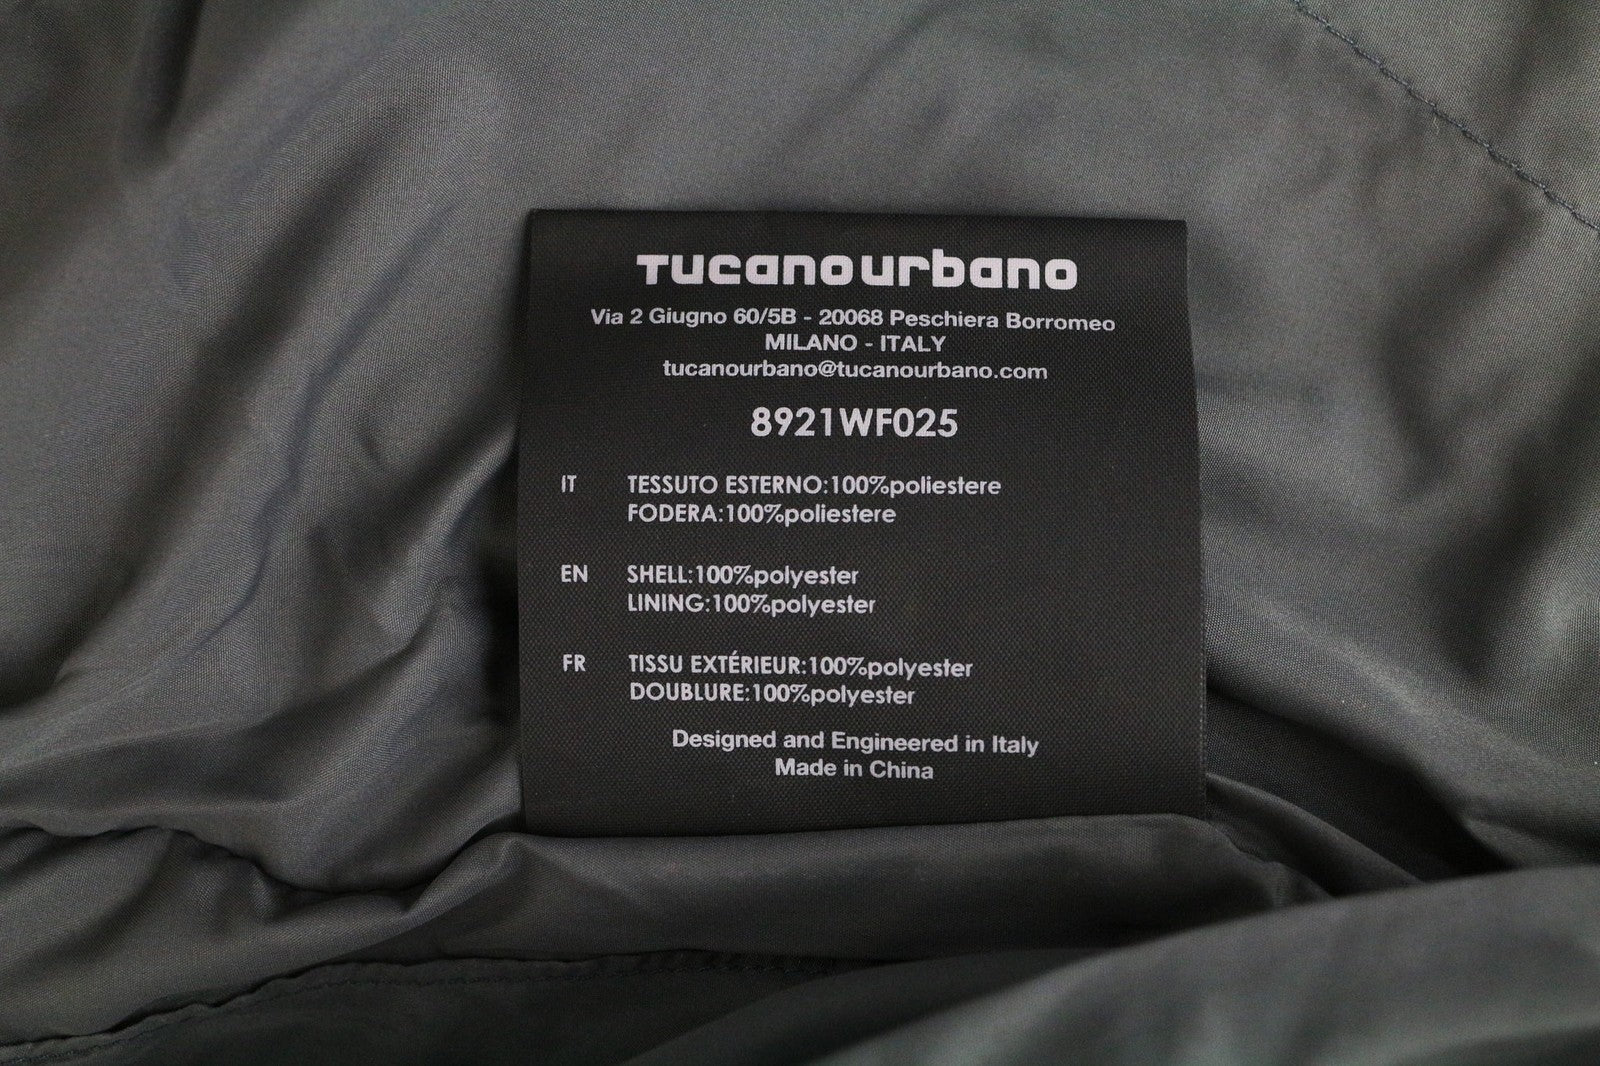 Tucanourbano
Via 2 Giugno 60/5B - 20068 Peschiera Borromeo
MILANO - ITALY
tucanourbano@tucanourbano.com
8921WF025
IT TESSUTO ESTERNO:100%poliestere
FODERA:100%poliestere
EN SHELL:100%polyester
LINING:100%polyester
FR TISSU EXTÉRIEUR:100%polyester
DOUBLURE:100%polyester
Designed and Engineered in Italy
Made in China